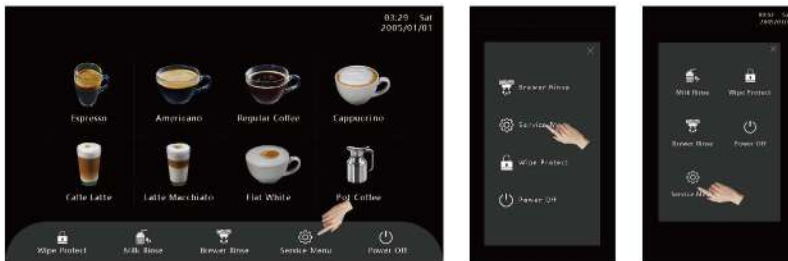 03:29 Sat
2005/01/01
Espresso
Americano
Regular Coffee
Cappuccino
Caffe Latte
Latte Macchiato
Flat White
Pot Coffee
Wipe Protect
Milk Rinse
Brewer Rinse
Service Menu
Power Off
Brewer Rinse
Service
Wipe Protect
Power Off
Milk Rinse
Wipe Protect
Brewer Rinse
Power Off
Service